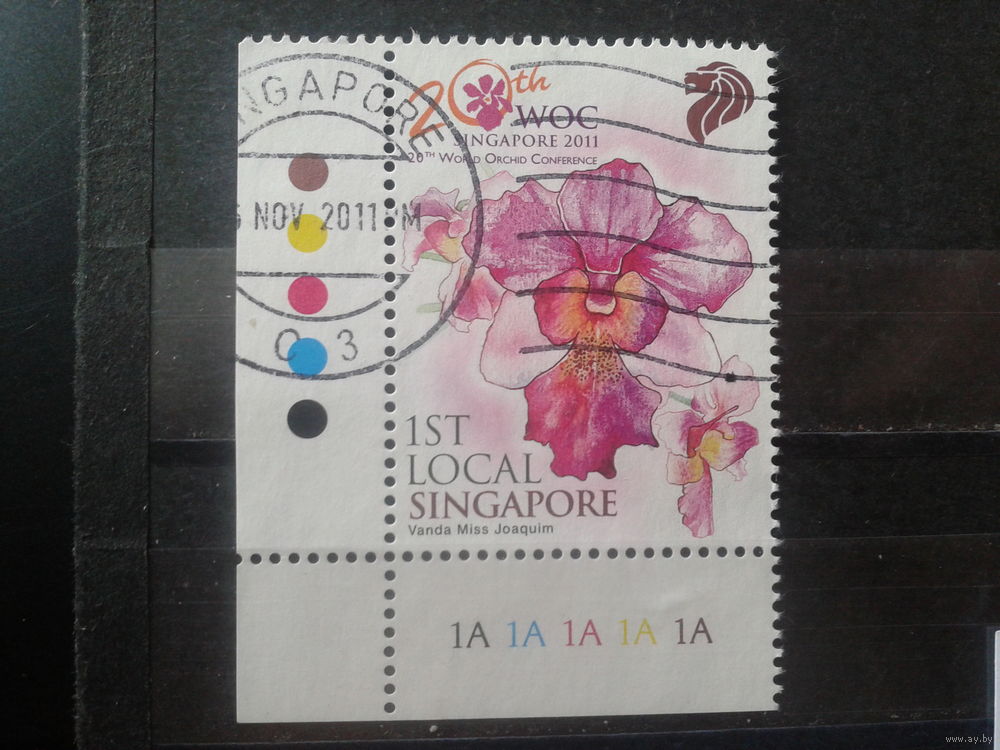 NGAPORE
NOV 2011 PM
C 3
20th
WOC
SINGAPORE 2011
20TH WORLD ORCHID CONFERENCE
1ST
LOCAL
SINGAPORE
Vanda Miss Joaquim
1A 1A 1A 1A 1A
www.ay.by